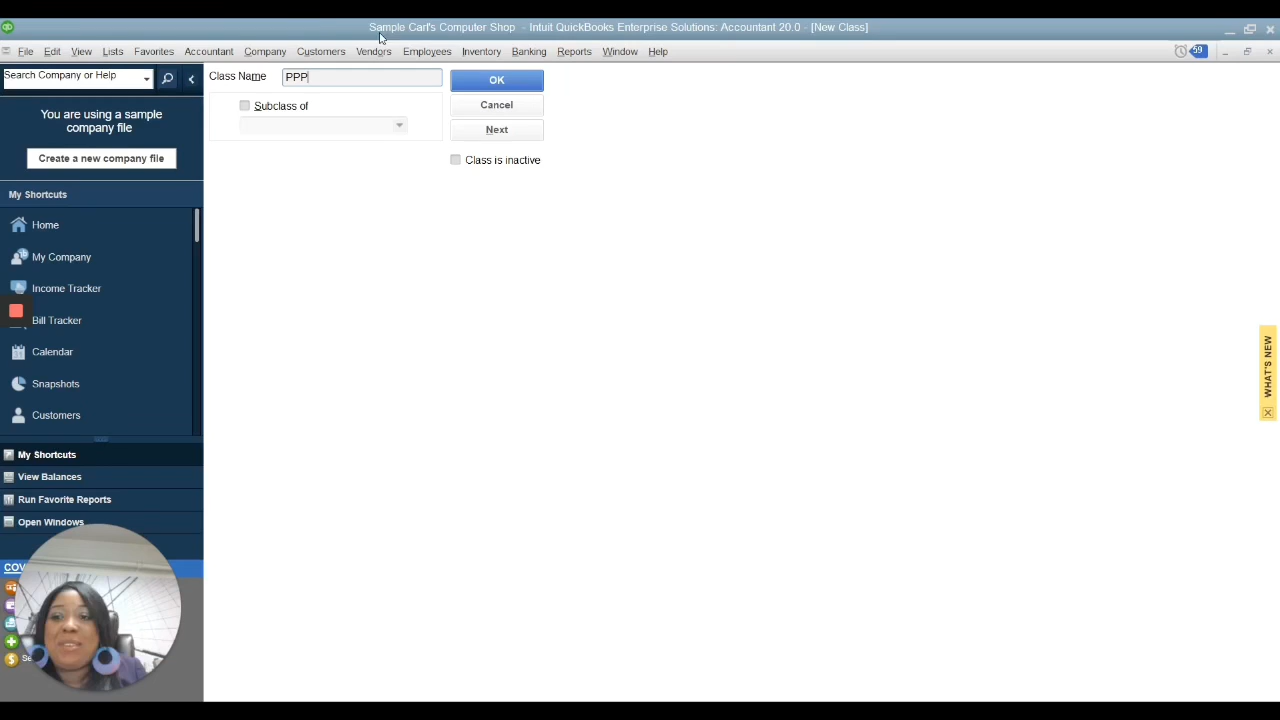 Sample Carl's Computer Shop - Intuit QuickBooks Enterprise Solutions: Accountant 20.0 - [New Class]
File Edit View Lists Favorites Accountant Company Customers Vendors Employees Inventory Banking Reports Window Help
59
Search Company or Help
Class Name PPP
OK
Subclass of
Cancel
Next
Class is inactive
You are using a sample
company file
Create a new company file
My Shortcuts
Home
My Company
Income Tracker
Bill Tracker
Calendar
Snapshots
Customers
My Shortcuts
View Balances
Run Favorite Reports
Open Windows
WHAT'S NEW